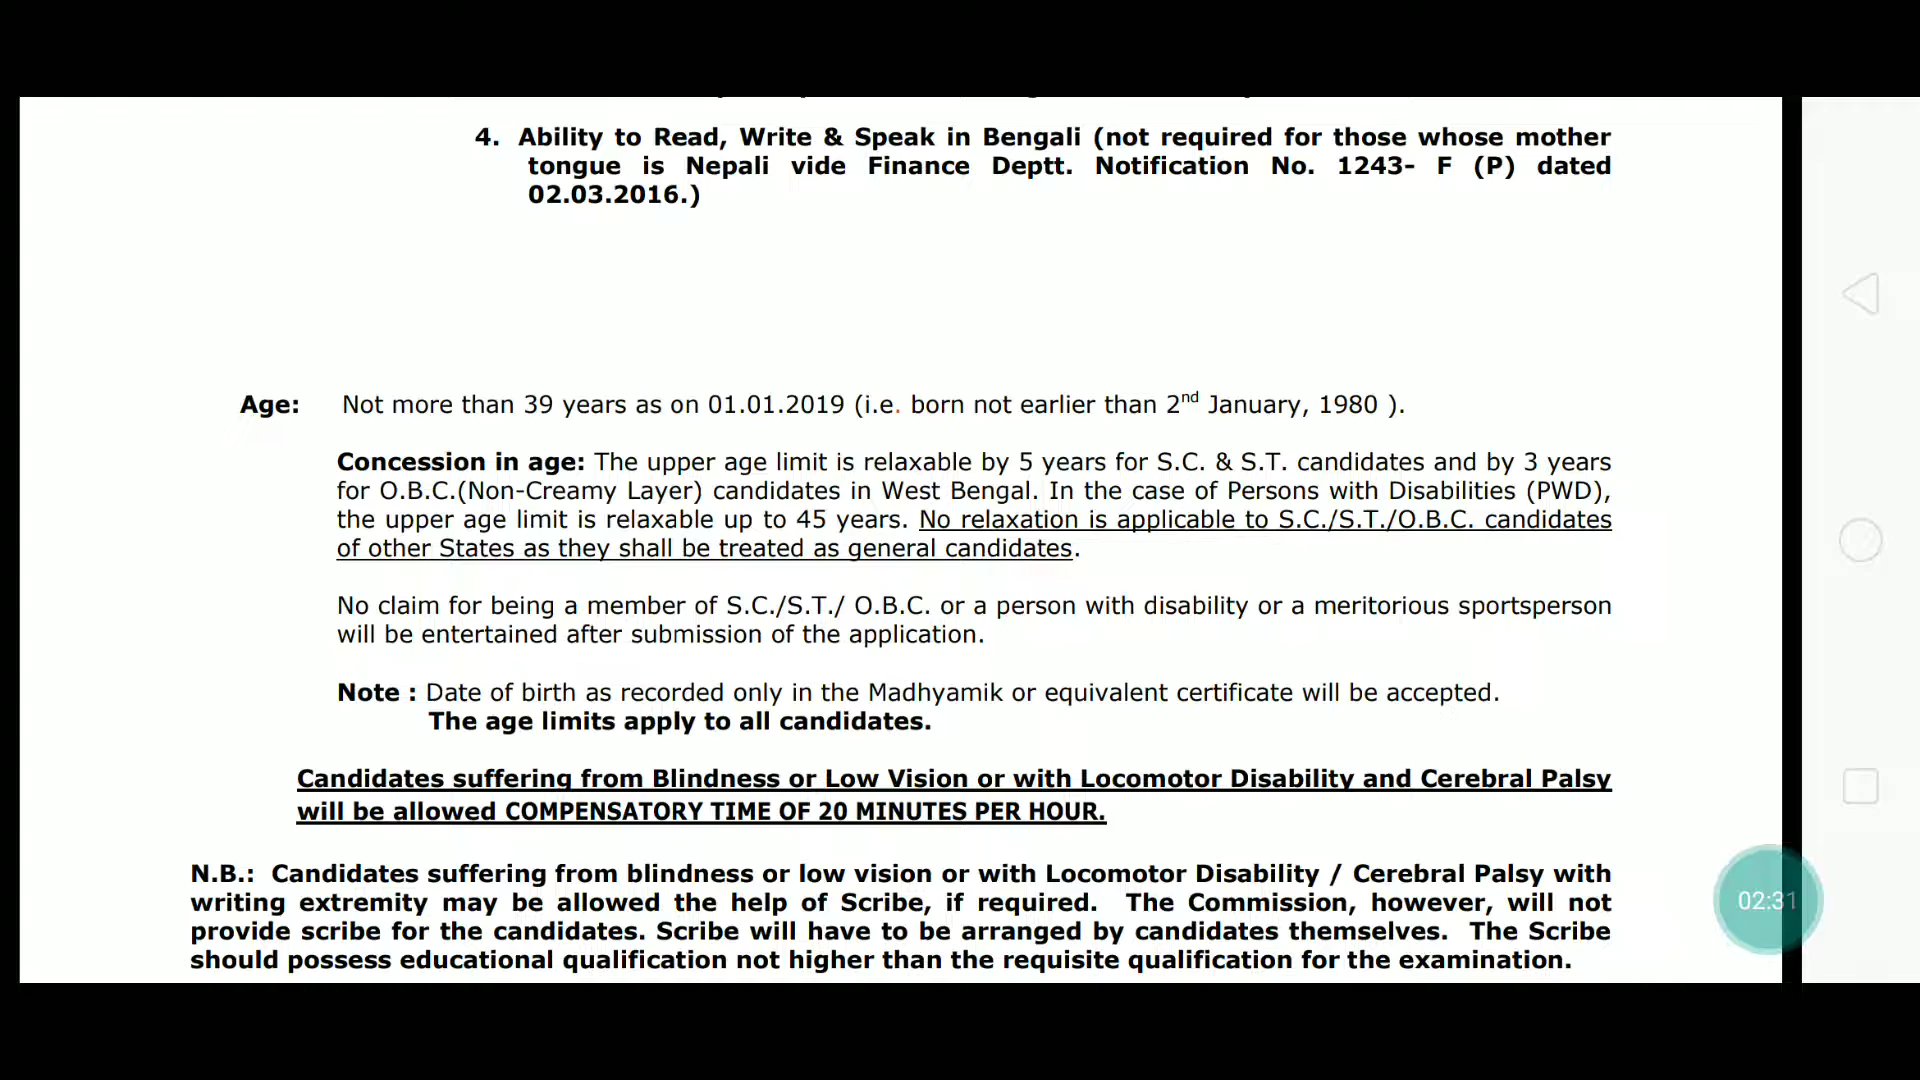 4. Ability to Read, Write & Speak in Bengali (not required for those whose mother
tongue is Nepali vide Finance Deptt. Notification No. 1243- F (P) dated
02.03.2016.)
Age: Not more than 39 years as on 01.01.2019 (i.e. born not earlier than 2nd January, 1980 ).
Concession in age: The upper age limit is relaxable by 5 years for S.C. & S.T. candidates and by 3 years
for O.B.C.(Non-Creamy Layer) candidates in West Bengal. In the case of Persons with Disabilities (PWD),
the upper age limit is relaxable up to 45 years. No relaxation is applicable to S.C./S.T./O.B.C. candidates
of other States as they shall be treated as general candidates.
No claim for being a member of S.C./S.T./ O.B.C. or a person with disability or a meritorious sportsperson
will be entertained after submission of the application.
Note : Date of birth as recorded only in the Madhyamik or equivalent certificate will be accepted.
The age limits apply to all candidates.
Candidates suffering from Blindness or Low Vision or with Locomotor Disability and Cerebral Palsy
will be allowed COMPENSATORY TIME OF 20 MINUTES PER HOUR.
N.B.: Candidates suffering from blindness or low vision or with Locomotor Disability / Cerebral Palsy with
writing extremity may be allowed the help of Scribe, if required. The Commission, however, will not
provide scribe for the candidates. Scribe will have to be arranged by candidates themselves. The Scribe
should possess educational qualification not higher than the requisite qualification for the examination.
02:31